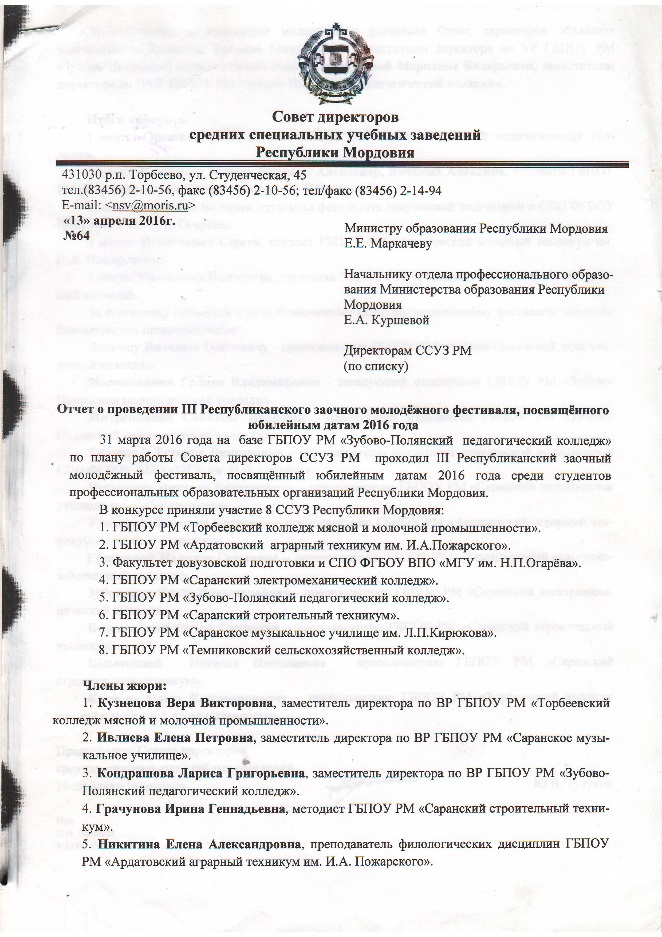 Совет директоров
средних специальных учебных заведений
Республики Мордовия
431030 р.п. Торбеево, ул. Студенческая, 45
тел.(83456) 2-10-56, факс (83456) 2-10-56; тел/факс (83456) 2-14-94
E-mail: <nsv@moris.ru>
«13» апреля 2016г.
№64
Министру образования Республики Мордовия
Е.Е. Маркачеву
Начальнику отдела профессионального образо-
вания Министерства образования Республики
Мордовия
Е.А. Куршевой
Директорам ССУЗ РМ
(по списку)
Отчет о проведении III Республиканского заочного молодёжного фестиваля, посвящённого
юбилейным датам 2016 года
31 марта 2016 года на базе ГБПОУ РМ «Зубово-Полянский педагогический колледж»
по плану работы Совета директоров ССУЗ РМ проходил III Республиканский заочный
молодёжный фестиваль, посвящённый юбилейным датам 2016 года среди студентов
профессиональных образовательных организаций Республики Мордовия.
В конкурсе приняли участие 8 ССУЗ Республики Мордовия:
1. ГБПОУ РМ «Торбеевский колледж мясной и молочной промышленности».
2. ГБПОУ РМ «Ардатовский аграрный техникум им. И.А.Пожарского».
3. Факультет довузовской подготовки и СПО ФГБОУ ВПО «МГУ им. Н.П.Огарёва».
4. ГБПОУ РМ «Саранский электромеханический колледж».
5. ГБПОУ РМ «Зубово-Полянский педагогический колледж».
6. ГБПОУ РМ «Саранский строительный техникум».
7. ГБПОУ РМ «Саранское музыкальное училище им. Л.П.Кирюкова».
8. ГБПОУ РМ «Темниковский сельскохозяйственный колледж».
Члены жюри:
1. Кузнецова Вера Викторовна, заместитель директора по ВР ГБПОУ РМ «Торбеевский
колледж мясной и молочной промышленности».
2. Ивлиева Елена Петровна, заместитель директора по ВР ГБПОУ РМ «Саранское музы-
кальное училище».
3. Кондрашова Лариса Григорьевна, заместитель директора по ВР ГБПОУ РМ «Зубово-
Полянский педагогический колледж».
4. Грачунова Ирина Геннадьевна, методист ГБПОУ РМ «Саранский строительный техни-
кум».
5. Никитина Елена Александровна, преподаватель филологических дисциплин ГБПОУ
РМ «Ардатовский аграрный техникум им. И.А. Пожарского».